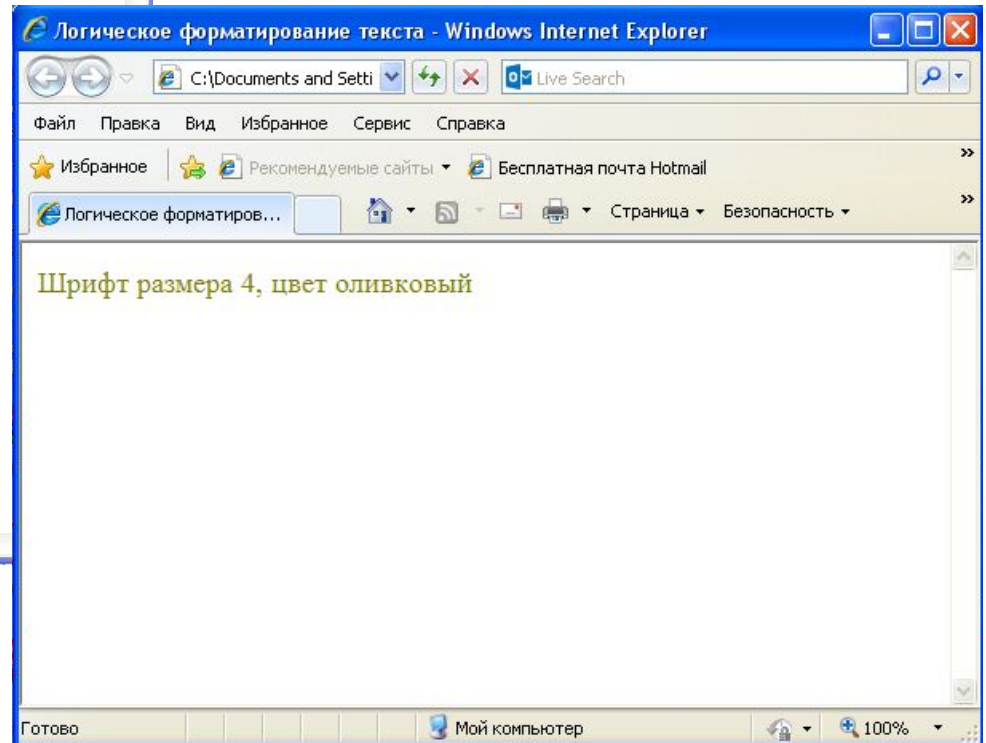 Логическое форматирование текста - Windows Internet Explorer
C:\Documents and Setti Live Search
Файл Правка Вид Избранное Сервис Справка
Избранное Рекомендуемые сайты Бесплатная почта Hotmail »
Логическое форматиров... Страница Безопасность »
Шрифт размера 4, цвет оливковый
Готово Мой компьютер 100%